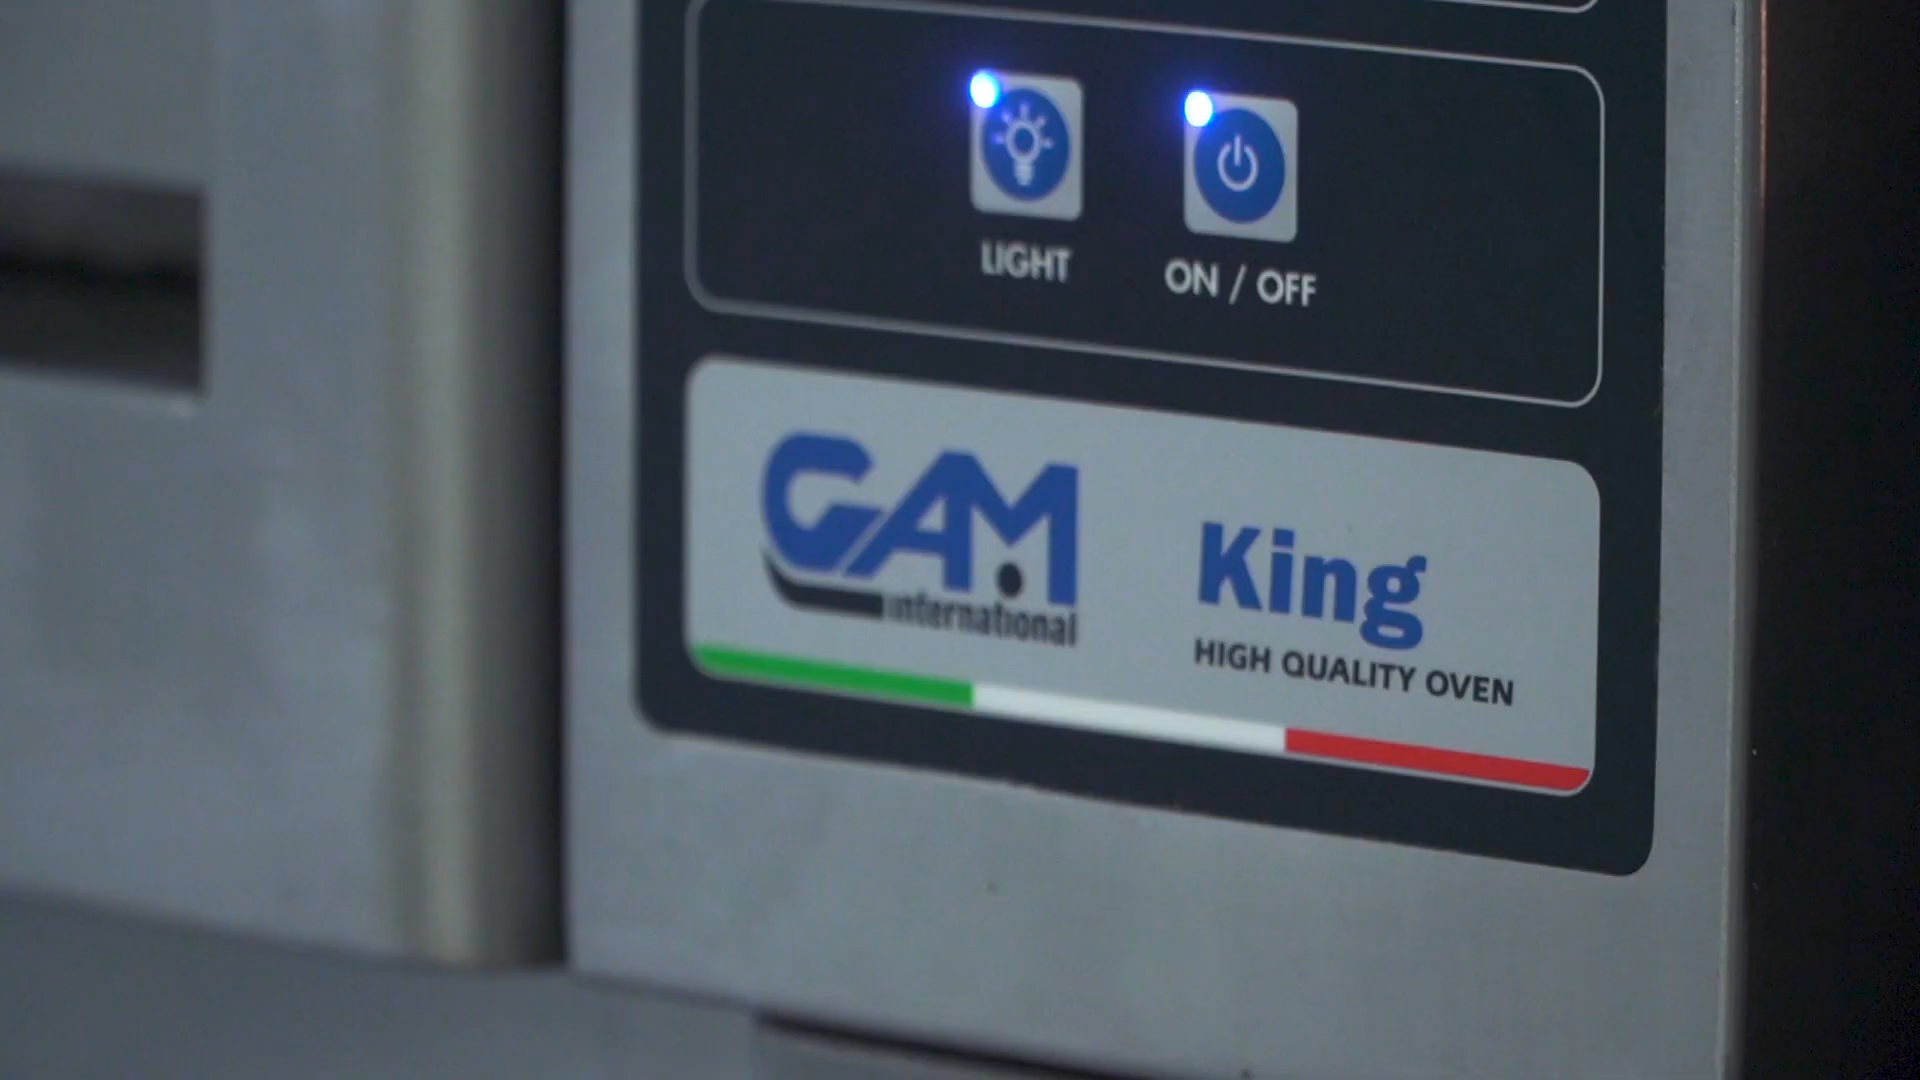 LIGHT
ON / OFF
GAM
international
King
HIGH QUALITY OVEN